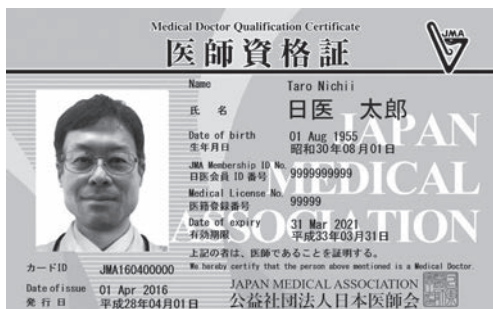 Medical Doctor Qualification Certificate
医師資格証
JMA
Name Taro Nichii
氏 名 日医 太郎
Date of birth 01 Aug 1955
生年月日 昭和30年08月01日
JMA Membership ID No.
日医会員 ID 番号 9999999999
Medical License No.
医籍登録番号 99999
Date of expiry 31 Mar 2021
有効期限 平成33年03月31日
上記の者は、医師であることを証明する。
We hereby certify that the person above mentioned is a Medical Doctor.
カードID JMA160400000
Date of issue 01 Apr 2016
発 行 日 平成28年04月01日
JAPAN MEDICAL ASSOCIATION
公益社団法人日本医師会
JAPAN
MEDICAL
ASSOCIATION